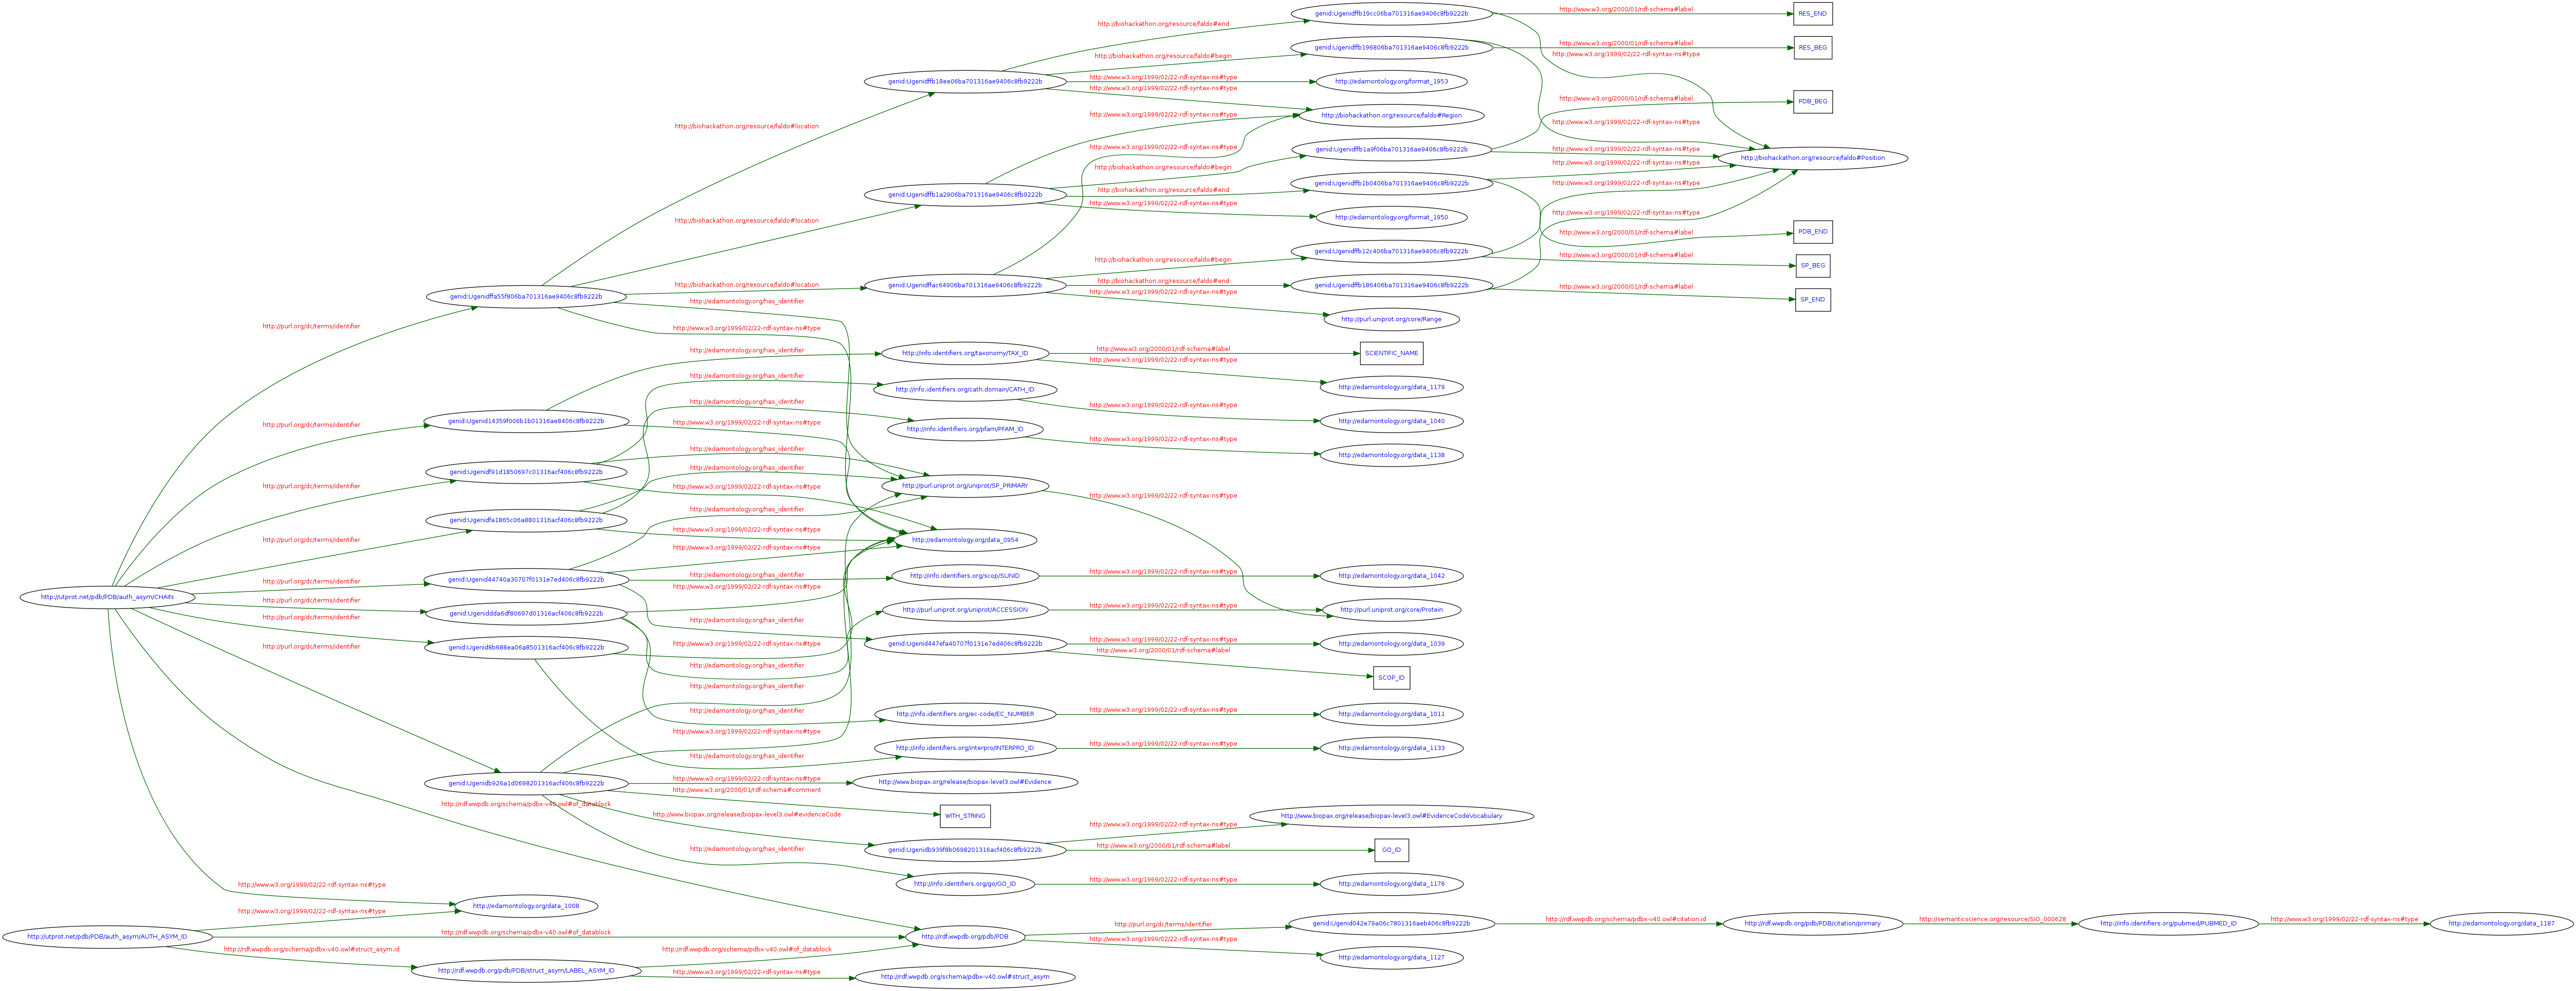 http://utprot.net/pdb/PDB/auth_asym/CHAIN
http://utprot.net/pdb/PDB/auth_asym/AUTH_ASYM_ID
http://purl.org/dc/terms/identifier
http://purl.org/dc/terms/identifier
http://purl.org/dc/terms/identifier
http://purl.org/dc/terms/identifier
http://purl.org/dc/terms/identifier
http://purl.org/dc/terms/identifier
http://purl.org/dc/terms/identifier
http://purl.org/dc/terms/identifier
http://www.w3.org/1999/02/22-rdf-syntax-ns#type
http://www.w3.org/1999/02/22-rdf-syntax-ns#type
http://rdf.wwpdb.org/schema/pdbx-v40.owl#struct_asym.id
genid:Ugenidffa55f806ba701316ae9406c8fb9222b
genid:Ugenid14359f006b1b01316ae8406c8fb9222b
genid:Ugenidf91d1850697c01316acf406c8fb9222b
genid:Ugenidfa1865c06a8801316acf406c8fb9222b
genid:Ugenid44740a30707f0131e7ed406c8fb9222b
genid:Ugenidddda6df80697d01316acf406c8fb9222b
genid:Ugenid8b688ea06a8501316acf406c8fb9222b
genid:Ugenidb926a1d0698201316acf406c8fb9222b
http://rdf.wwpdb.org/schema/pdbx-v40.owl#of_datablock
http://edamontology.org/data_1008
http://rdf.wwpdb.org/schema/pdbx-v40.owl#of_datablock
http://rdf.wwpdb.org/pdb/PDB/struct_asym/LABEL_ASYM_ID
http://biohackathon.org/resource/faldo#location
http://biohackathon.org/resource/faldo#location
http://biohackathon.org/resource/faldo#location
http://edamontology.org/has_identifier
http://www.w3.org/1999/02/22-rdf-syntax-ns#type
http://edamontology.org/has_identifier
http://edamontology.org/has_identifier
http://edamontology.org/has_identifier
http://www.w3.org/1999/02/22-rdf-syntax-ns#type
http://edamontology.org/has_identifier
http://edamontology.org/has_identifier
http://www.w3.org/1999/02/22-rdf-syntax-ns#type
http://edamontology.org/has_identifier
http://www.w3.org/1999/02/22-rdf-syntax-ns#type
http://www.w3.org/1999/02/22-rdf-syntax-ns#type
http://edamontology.org/has_identifier
http://www.w3.org/1999/02/22-rdf-syntax-ns#type
http://edamontology.org/has_identifier
http://www.w3.org/1999/02/22-rdf-syntax-ns#type
http://edamontology.org/has_identifier
http://edamontology.org/has_identifier
http://edamontology.org/has_identifier
http://www.w3.org/1999/02/22-rdf-syntax-ns#type
http://edamontology.org/has_identifier
http://www.w3.org/1999/02/22-rdf-syntax-ns#type
http://www.w3.org/2000/01/rdf-schema#comment
http://www.biopax.org/release/biopax-level3.owl#evidenceCode
http://edamontology.org/has_identifier
http://rdf.wwpdb.org/schema/pdbx-v40.owl#of_datablock
http://www.w3.org/1999/02/22-rdf-syntax-ns#type
genid:Ugenidffb18ee06ba701316ae9406c8fb9222b
genid:Ugenidffb1a2906ba701316ae9406c8fb9222b
genid:Ugenidffac64906ba701316ae9406c8fb9222b
http://info.identifiers.org/taxonomy/TAX_ID
http://info.identifiers.org/cath.domain/CATH_ID
http://info.identifiers.org/pfam/PFAM_ID
http://purl.uniprot.org/uniprot/SP_PRIMARY
http://edamontology.org/data_0954
http://info.identifiers.org/scop/SUNID
http://purl.uniprot.org/uniprot/ACCESSION
genid:Ugenid447efa40707f0131e7ed406c8fb9222b
http://info.identifiers.org/ec-code/EC_NUMBER
http://info.identifiers.org/interpro/INTERPRO_ID
http://www.biopax.org/release/biopax-level3.owl#Evidence
WITH_STRING
genid:Ugenidb939f8b0698201316acf406c8fb9222b
http://info.identifiers.org/go/GO_ID
http://rdf.wwpdb.org/pdb/PDB
http://rdf.wwpdb.org/schema/pdbx-v40.owl#struct_asym
http://biohackathon.org/resource/faldo#end
http://biohackathon.org/resource/faldo#begin
http://www.w3.org/1999/02/22-rdf-syntax-ns#type
http://www.w3.org/1999/02/22-rdf-syntax-ns#type
http://www.w3.org/1999/02/22-rdf-syntax-ns#type
http://www.w3.org/1999/02/22-rdf-syntax-ns#type
http://biohackathon.org/resource/faldo#begin
http://biohackathon.org/resource/faldo#end
http://www.w3.org/1999/02/22-rdf-syntax-ns#type
http://biohackathon.org/resource/faldo#begin
http://biohackathon.org/resource/faldo#end
http://www.w3.org/1999/02/22-rdf-syntax-ns#type
http://www.w3.org/2000/01/rdf-schema#label
http://www.w3.org/1999/02/22-rdf-syntax-ns#type
http://www.w3.org/1999/02/22-rdf-syntax-ns#type
http://www.w3.org/1999/02/22-rdf-syntax-ns#type
http://www.w3.org/1999/02/22-rdf-syntax-ns#type
http://www.w3.org/1999/02/22-rdf-syntax-ns#type
http://www.w3.org/1999/02/22-rdf-syntax-ns#type
http://www.w3.org/1999/02/22-rdf-syntax-ns#type
http://www.w3.org/2000/01/rdf-schema#label
http://www.w3.org/1999/02/22-rdf-syntax-ns#type
http://www.w3.org/1999/02/22-rdf-syntax-ns#type
http://www.w3.org/1999/02/22-rdf-syntax-ns#type
http://www.w3.org/2000/01/rdf-schema#label
http://www.w3.org/1999/02/22-rdf-syntax-ns#type
http://purl.org/dc/terms/identifier
http://www.w3.org/1999/02/22-rdf-syntax-ns#type
genid:Ugenidffb19cc06ba701316ae9406c8fb9222b
genid:Ugenidffb196806ba701316ae9406c8fb9222b
http://edamontology.org/format_1953
http://biohackathon.org/resource/faldo#Region
genid:Ugenidffb1a9f06ba701316ae9406c8fb9222b
genid:Ugenidffb1b0406ba701316ae9406c8fb9222b
http://edamontology.org/format_1950
genid:Ugenidffb12c406ba701316ae9406c8fb9222b
genid:Ugenidffb186406ba701316ae9406c8fb9222b
http://purl.uniprot.org/core/Range
SCIENTIFIC_NAME
http://edamontology.org/data_1179
http://edamontology.org/data_1040
http://edamontology.org/data_1138
http://edamontology.org/data_1042
http://purl.uniprot.org/core/Protein
http://edamontology.org/data_1039
SCOP_ID
http://edamontology.org/data_1011
http://edamontology.org/data_1133
http://www.biopax.org/release/biopax-level3.owl#EvidenceCodeVocabulary
GO_ID
http://edamontology.org/data_1176
genid:Ugenid042e79a06c7801316aeb406c8fb9222b
http://edamontology.org/data_1127
http://www.w3.org/2000/01/rdf-schema#label
http://www.w3.org/2000/01/rdf-schema#label
http://www.w3.org/1999/02/22-rdf-syntax-ns#type
http://www.w3.org/2000/01/rdf-schema#label
http://www.w3.org/1999/02/22-rdf-syntax-ns#type
http://www.w3.org/1999/02/22-rdf-syntax-ns#type
http://www.w3.org/1999/02/22-rdf-syntax-ns#type
http://www.w3.org/1999/02/22-rdf-syntax-ns#type
http://www.w3.org/1999/02/22-rdf-syntax-ns#type
http://www.w3.org/2000/01/rdf-schema#label
http://www.w3.org/2000/01/rdf-schema#label
http://www.w3.org/2000/01/rdf-schema#label
http://rdf.wwpdb.org/schema/pdbx-v40.owl#citation.id
RES_END
RES_BEG
PDB_BEG
http://biohackathon.org/resource/faldo#Position
PDB_END
SP_BEG
SP_END
http://rdf.wwpdb.org/pdb/PDB/citation/primary
http://semanticscience.org/resource/SIO_000628
http://info.identifiers.org/pubmed/PUBMED_ID
http://www.w3.org/1999/02/22-rdf-syntax-ns#type
http://edamontology.org/data_1187